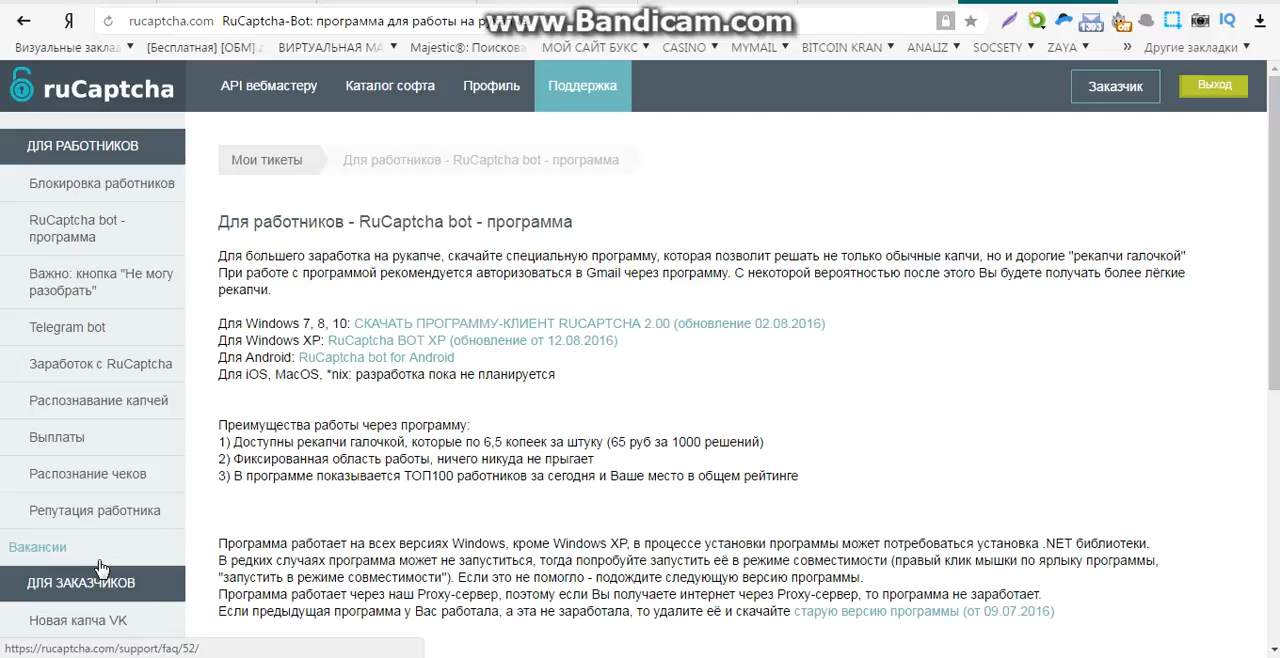 Я rucaptcha.com RuCaptcha-Bot: программа для работы на
www.Bandicam.com
1393 off IQ
Визуальные заклад [Бесплатная] [ОБМ] ВИРТУАЛЬНАЯ МА Majestic®: Поискова МОЙ САЙТ БУКС CASINO MYMAIL BITCOIN KRAN ANALIZ SOCSETY ZAYA » Другие закладки
ruCaptcha API вебмастеру Каталог софта Профиль Поддержка Заказчик Выход
ДЛЯ РАБОТНИКОВ
Блокировка работников
RuCaptcha bot -
программа
Важно: кнопка "Не могу
разобрать"
Telegram bot
Заработок с RuCaptcha
Распознавание капчей
Выплаты
Распознание чеков
Репутация работника
Вакансии
ДЛЯ ЗАКАЗЧИКОВ
Новая капча VK
https://rucaptcha.com/support/faq/52/
Мои тикеты Для работников - RuCaptcha bot - программа
Для работников - RuCaptcha bot - программа
Для большего заработка на рукапче, скачайте специальную программу, которая позволит решать не только обычные капчи, но и дорогие "рекапчи галочкой"
При работе с программой рекомендуется авторизоваться в Gmail через программу. С некоторой вероятностью после этого Вы будете получать более лёгкие
рекапчи.
Для Windows 7, 8, 10: СКАЧАТЬ ПРОГРАММУ-КЛИЕНТ RUCAPTCHA 2.00 (обновление 02.08.2016)
Для Windows XP: RuCaptcha BOT XP (обновление от 12.08.2016)
Для Android: RuCaptcha bot for Android
Для iOS, MacOS, *nix: разработка пока не планируется
Преимущества работы через программу:
1) Доступны рекапчи галочкой, которые по 6,5 копеек за штуку (65 руб за 1000 решений)
2) Фиксированная область работы, ничего никуда не прыгает
3) В программе показывается ТОП100 работников за сегодня и Ваше место в общем рейтинге
Программа работает на всех версиях Windows, кроме Windows XP, в процессе установки программы может потребоваться установка .NET библиотеки.
В редких случаях программа может не запуститься, тогда попробуйте запустить её в режиме совместимости (правый клик мышки по ярлыку программы,
"запустить в режиме совместимости"). Если это не помогло - подождите следующую версию программы.
Программа работает через наш Proxy-сервер, поэтому если Вы получаете интернет через Proxy-сервер, то программа не заработает.
Если предыдущая программа у Вас работала, а эта не заработала, то удалите её и скачайте старую версию программы (от 09.07.2016)